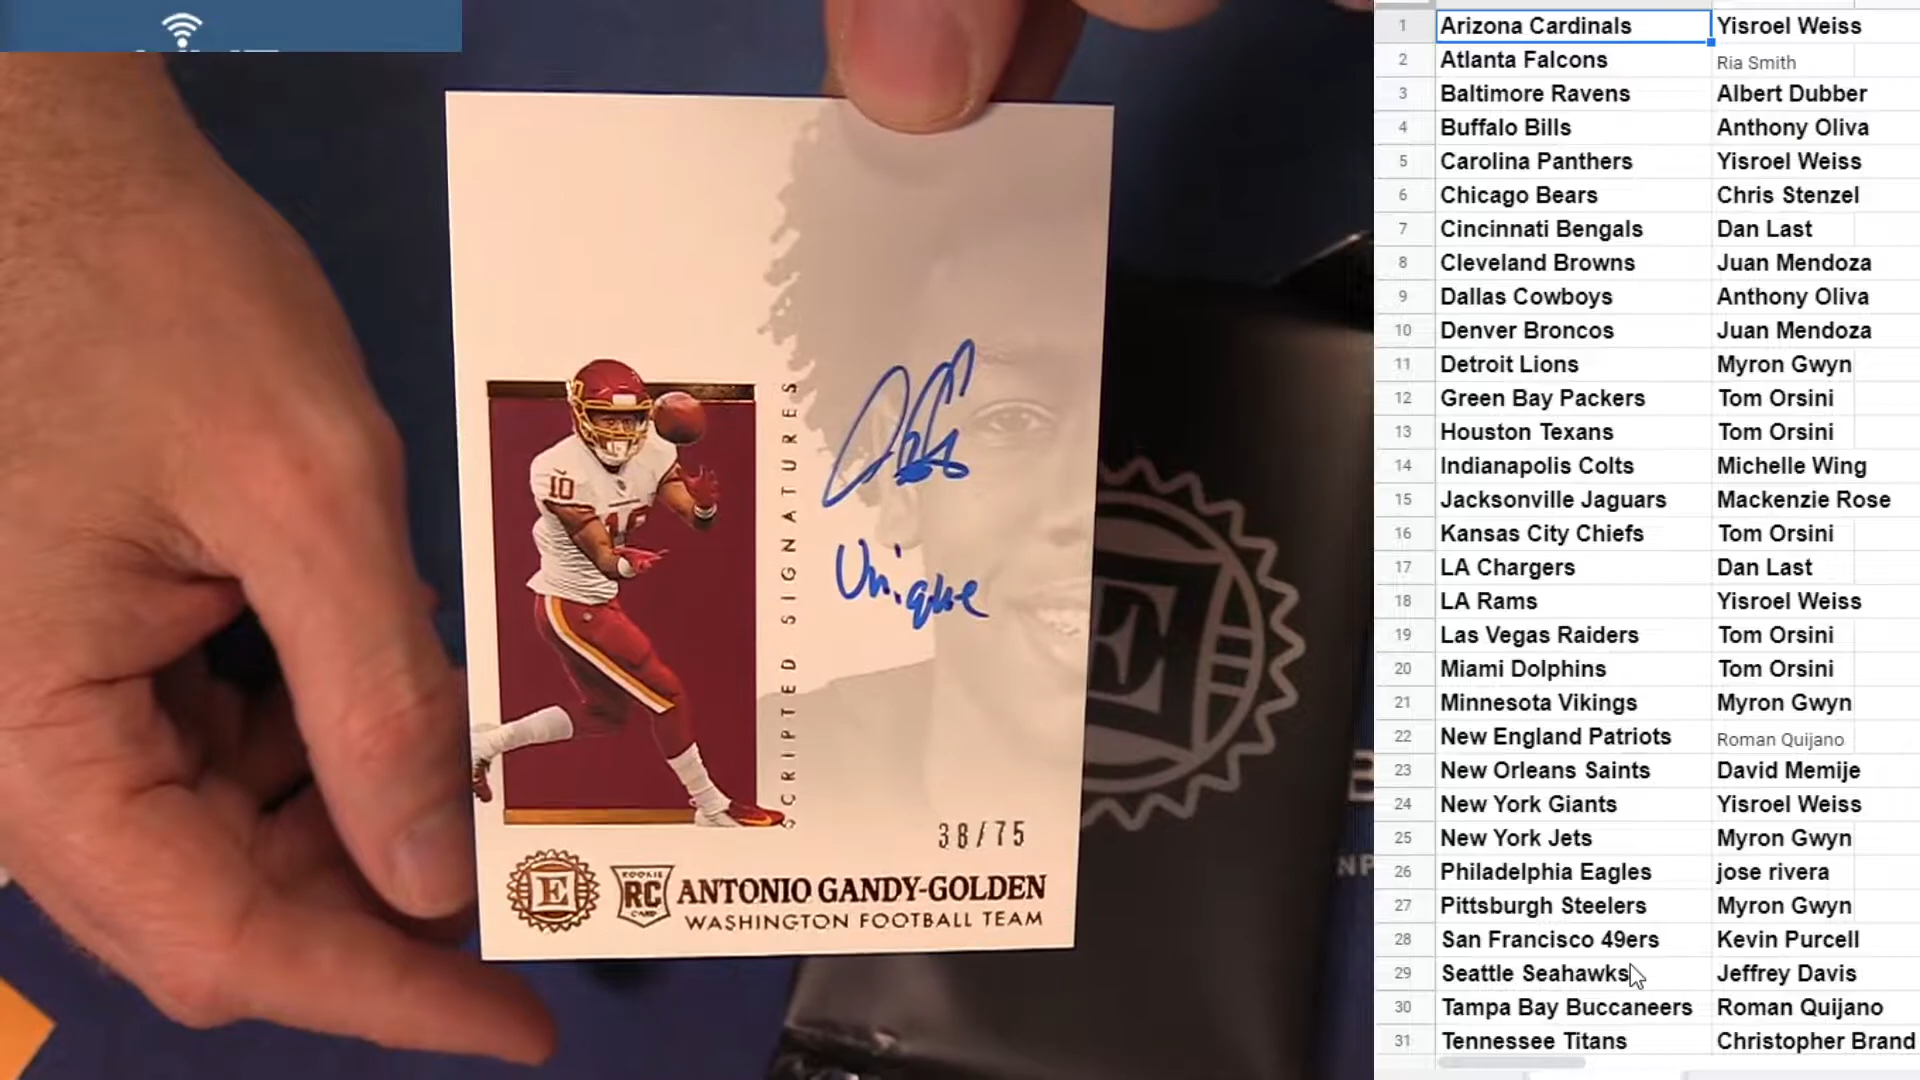 1 Arizona Cardinals Yisroel Weiss
2 Atlanta Falcons Ria Smith
3 Baltimore Ravens Albert Dubber
4 Buffalo Bills Anthony Oliva
5 Carolina Panthers Yisroel Weiss
6 Chicago Bears Chris Stenzel
7 Cincinnati Bengals Dan Last
8 Cleveland Browns Juan Mendoza
9 Dallas Cowboys Anthony Oliva
10 Denver Broncos Juan Mendoza
11 Detroit Lions Myron Gwyn
12 Green Bay Packers Tom Orsini
13 Houston Texans Tom Orsini
14 Indianapolis Colts Michelle Wing
15 Jacksonville Jaguars Mackenzie Rose
16 Kansas City Chiefs Tom Orsini
17 LA Chargers Dan Last
18 LA Rams Yisroel Weiss
19 Las Vegas Raiders Tom Orsini
20 Miami Dolphins Tom Orsini
21 Minnesota Vikings Myron Gwyn
22 New England Patriots Roman Quijano
23 New Orleans Saints David Memije
24 New York Giants Yisroel Weiss
25 New York Jets Myron Gwyn
26 Philadelphia Eagles jose rivera
27 Pittsburgh Steelers Myron Gwyn
28 San Francisco 49ers Kevin Purcell
29 Seattle Seahawks Jeffrey Davis
30 Tampa Bay Buccaneers Roman Quijano
31 Tennessee Titans Christopher Brand
SCRIPTED SIGNATURES
10
Unique
38/75
E
ROOKIE
RC
CARD
ANTONIO GANDY-GOLDEN
WASHINGTON FOOTBALL TEAM
E